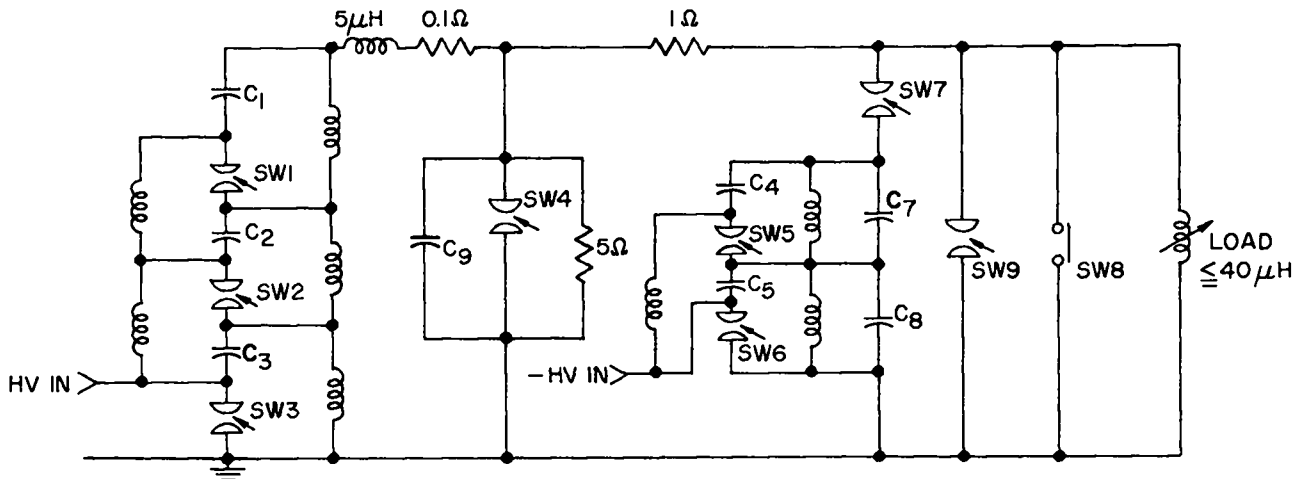 5μH
0.1Ω
1Ω
C1
SW7
SW1
C4
SW4
C2
C7
SW5
C9
5Ω
LOAD
≦40μH
SW9
SW8
SW2
C5
C8
C3
SW6
HV IN
-HV IN
SW3